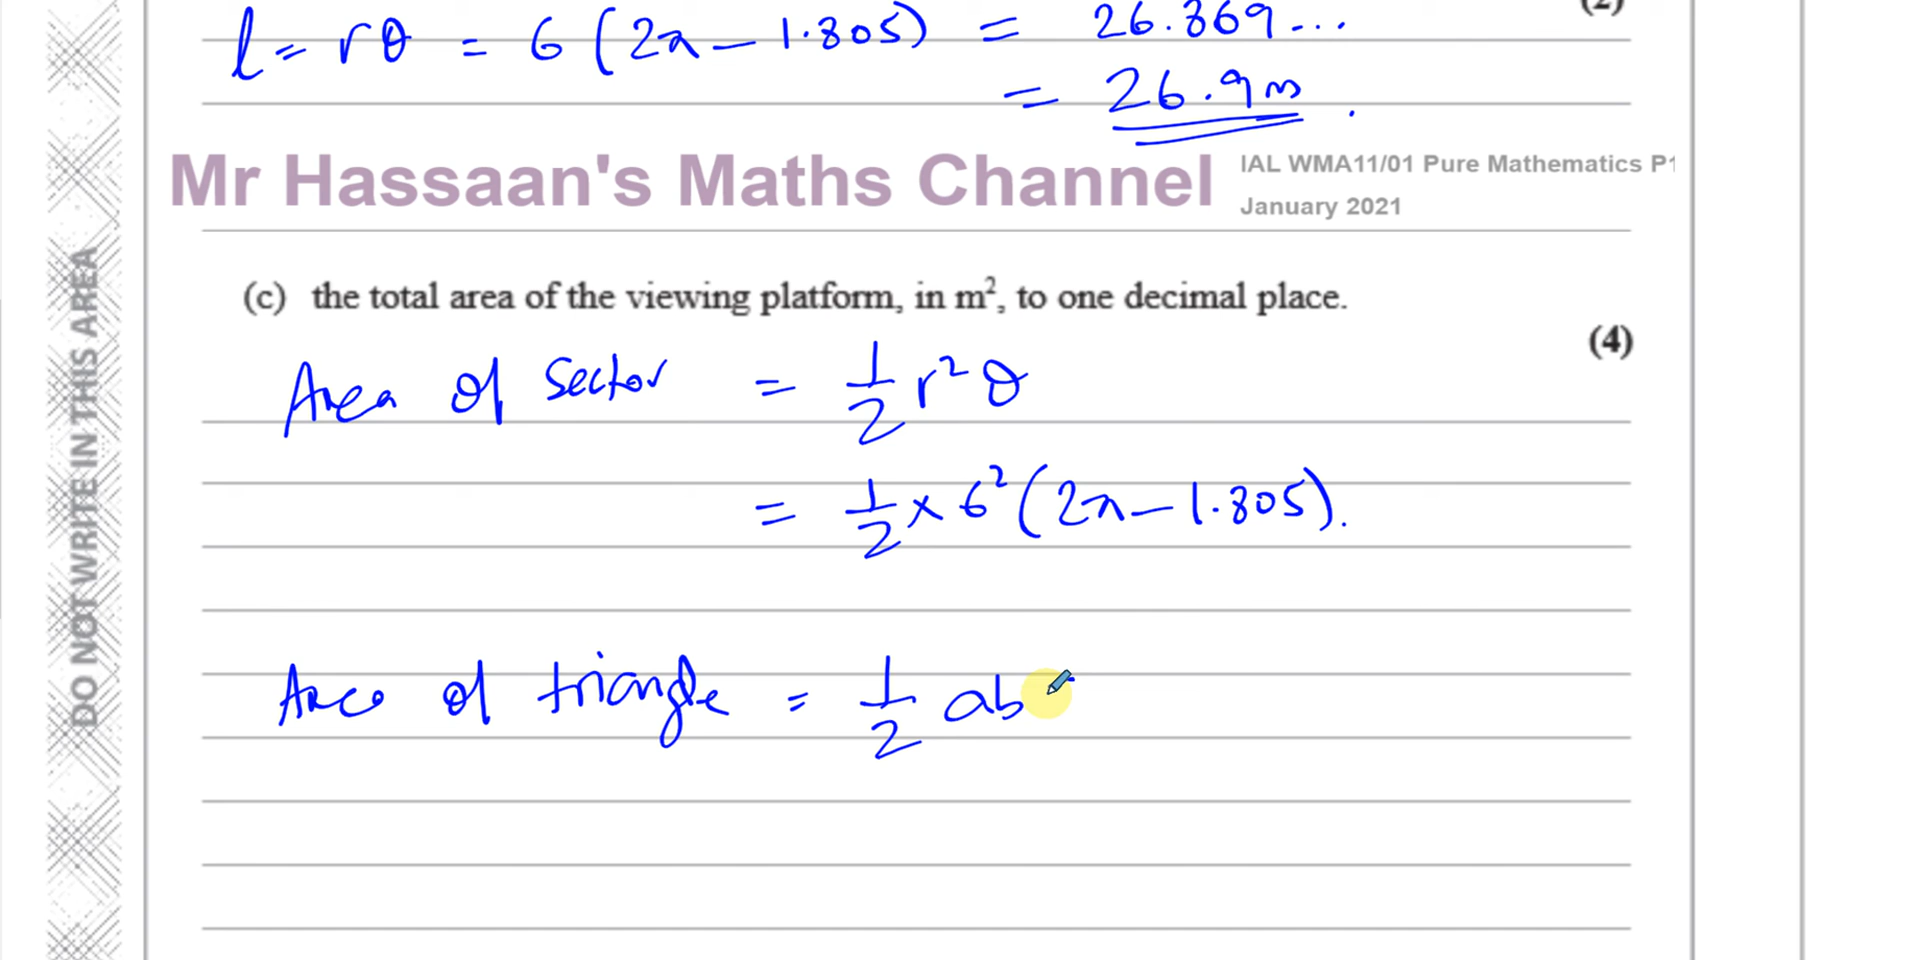 (2)
l = rθ = 6 (2π − 1.805) = 26.869...
= 26.9m.
Mr Hassaan's Maths Channel
IAL WMA11/01 Pure Mathematics P1
January 2021
(c) the total area of the viewing platform, in m², to one decimal place.
(4)
Area of sector = 1/2 r² θ
= 1/2 × 6² (2π − 1.805).
Area of triangle = 1/2 ab
DO NOT WRITE IN THIS AREA